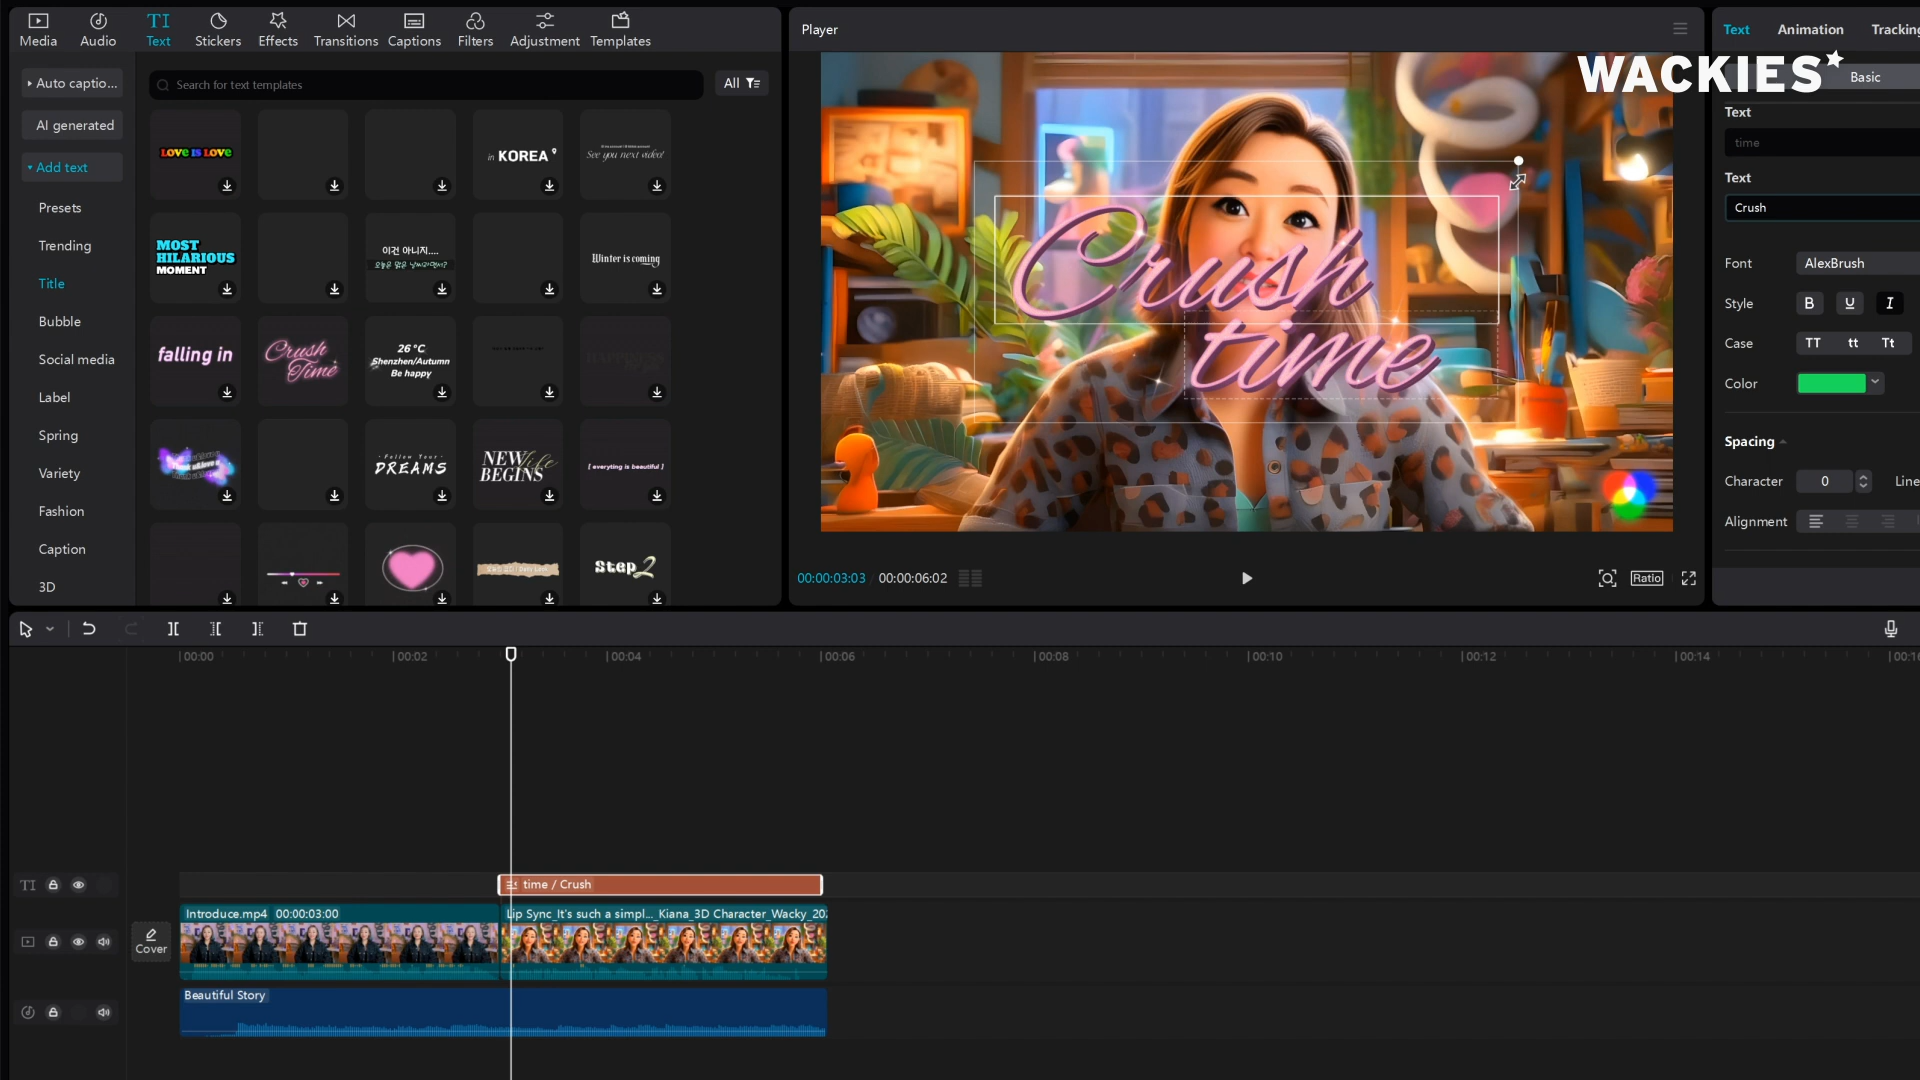 Media
Audio
Text
Stickers
Effects
Transitions
Captions
Filters
Adjustment
Templates
Auto captio...
AI generated
Add text
Presets
Trending
Title
Bubble
Social media
Label
Spring
Variety
Fashion
Caption
3D
Search for text templates
All
LOVE IS LOVE
in KOREA
See you next video!
MOST
HILARIOUS
MOMENT
이건 아니지....
Winter is coming
falling in
Crush
Time
26°C
Shenzhen/Autumn
Be happy
Follow Your
DREAMS
NEW life
BEGINS
[ everyting is beautiful ]
Step 2
Player
Crush
time
00:00:03:03
00:00:06:02
Ratio
Text
Animation
Tracking
WACKIES
Basic
Text
time
Text
Crush
Font
AlexBrush
Style
B U I
Case
TT tt Tt
Color
Spacing
Character
0
Line
Alignment
00:00
00:02
00:04
00:06
00:08
00:10
00:12
00:14
00:16
TI
time / Crush
Cover
Introduce.mp4 00:00:03:00
Lip Sync_It's such a simpl..._Kiana_3D Character_Wacky_202
Beautiful Story